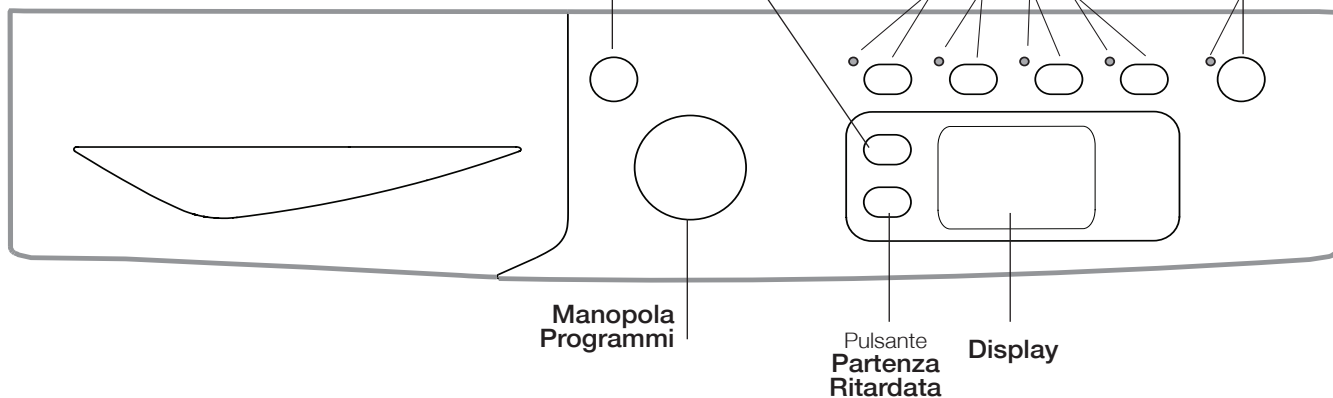 Manopola
Programmi
Pulsante
Partenza
Ritardata
Display